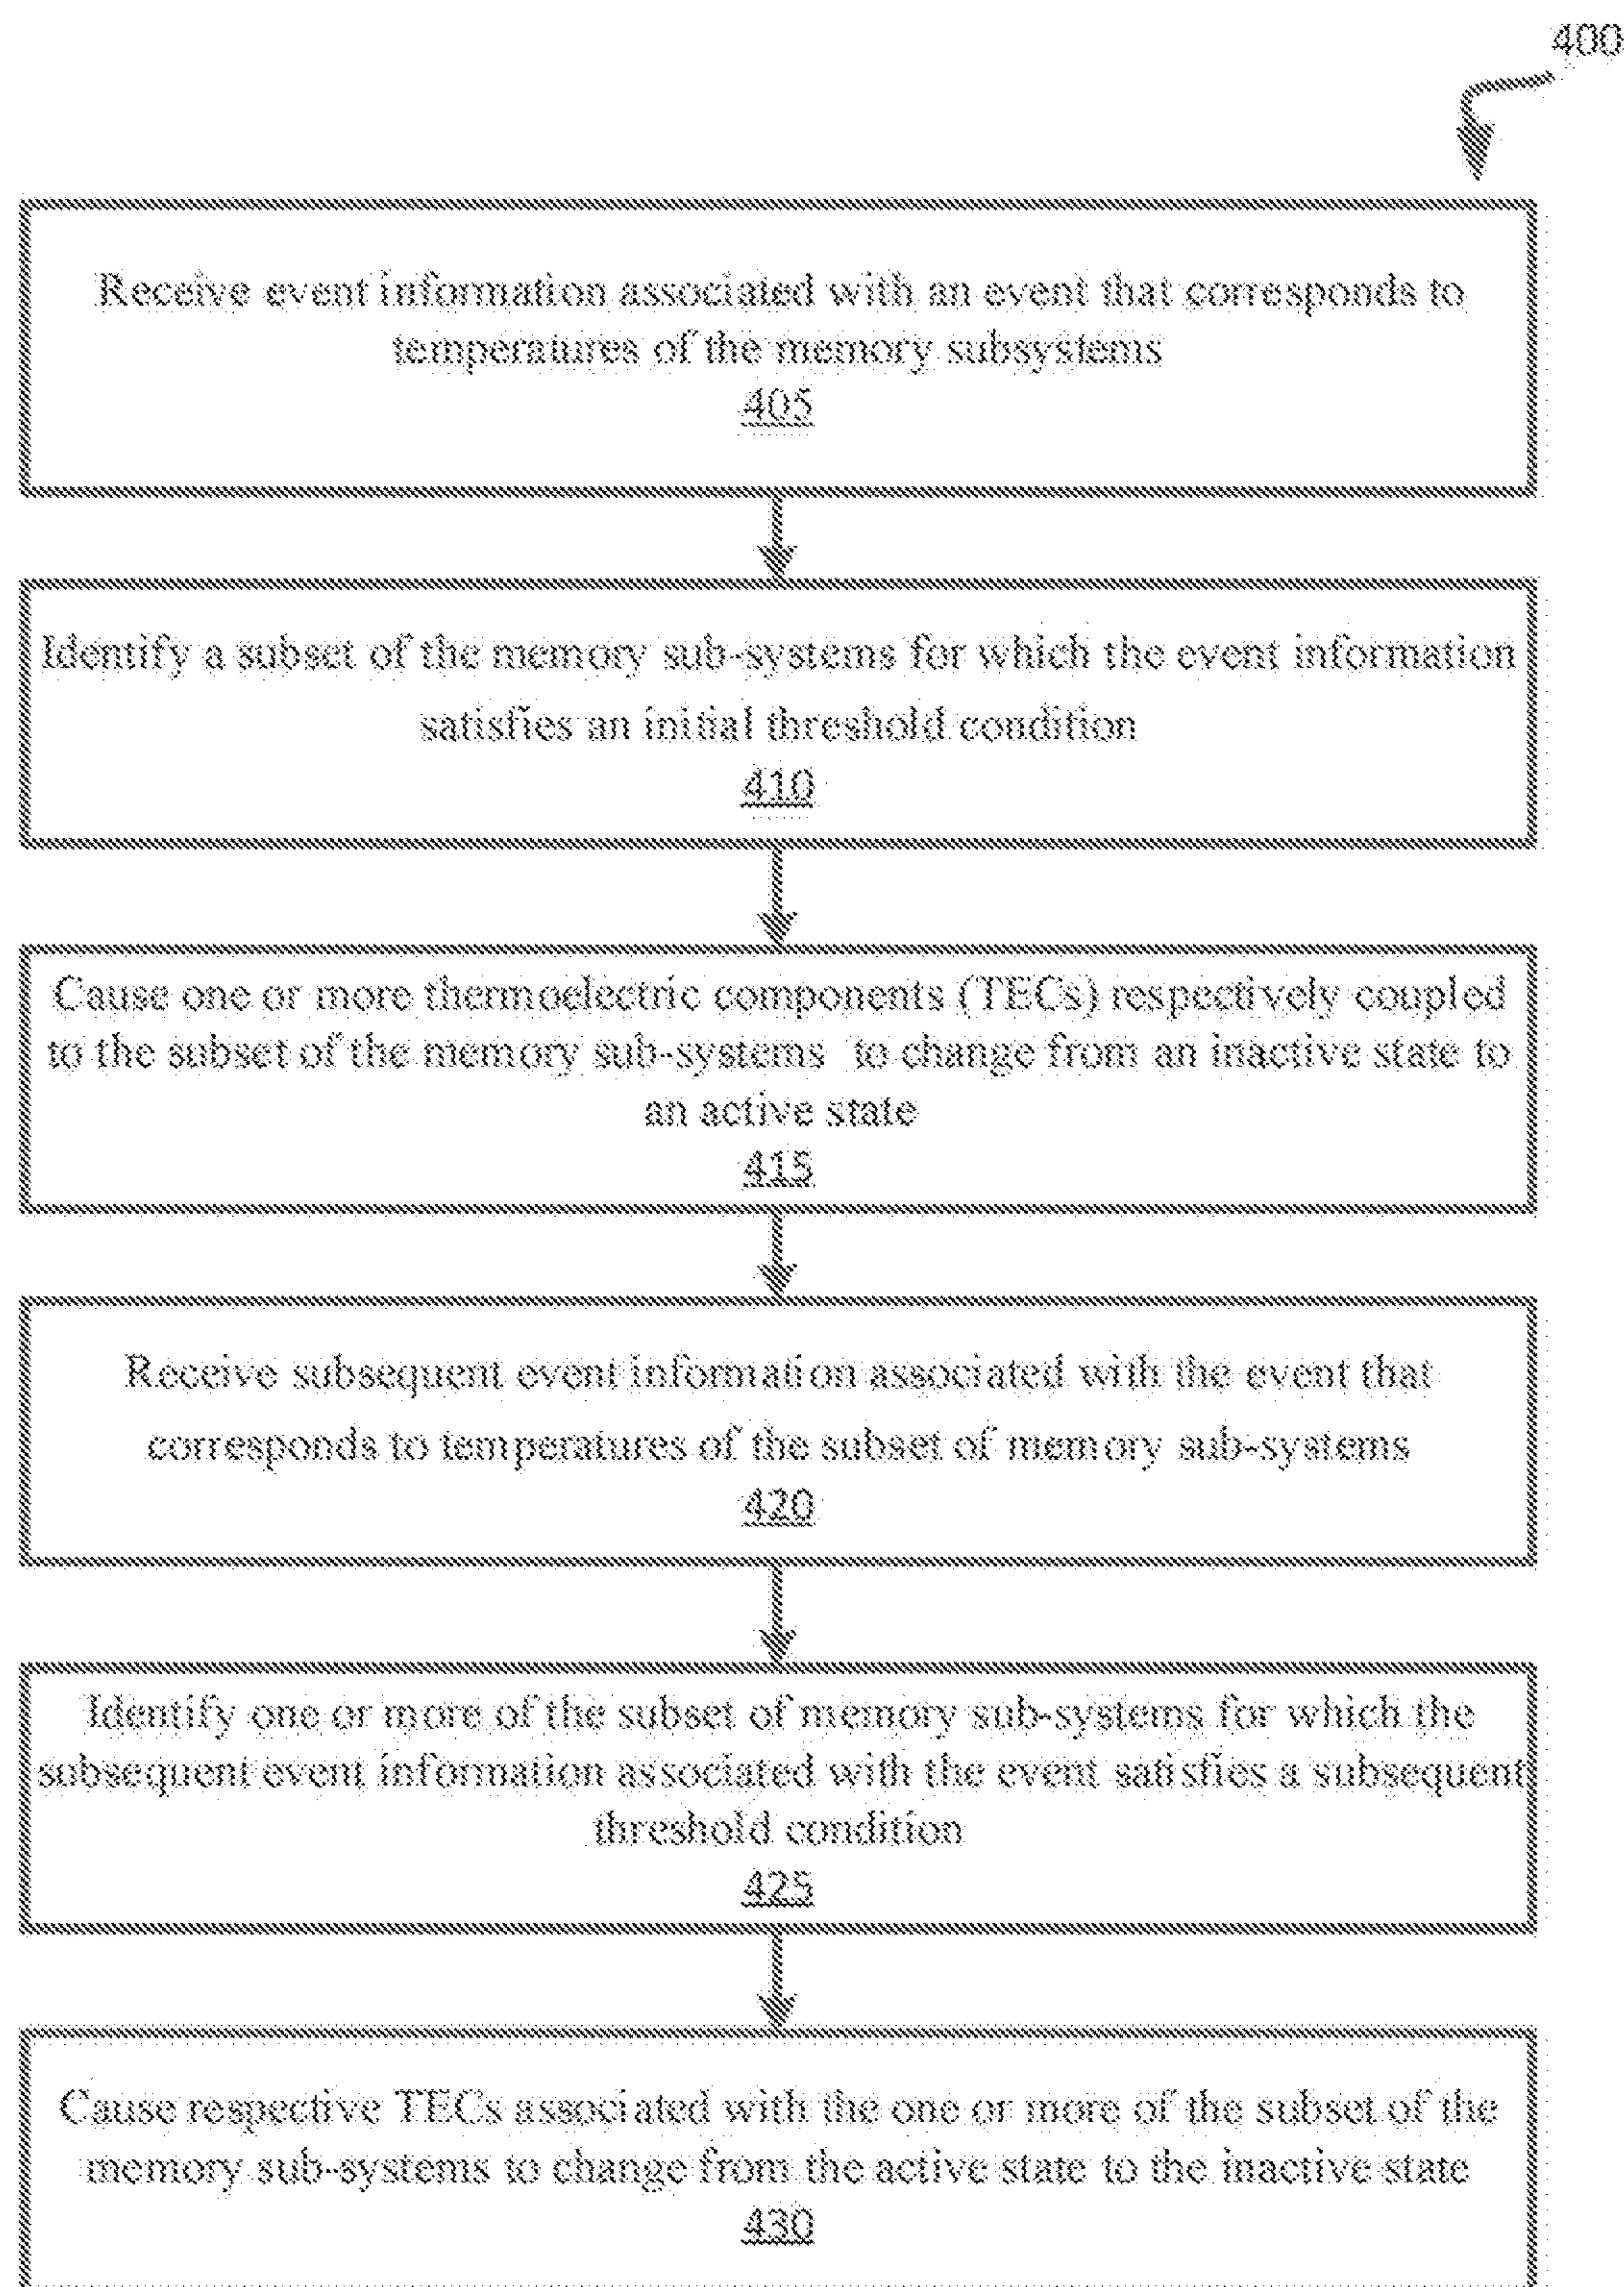 400
Receive event information associated with an event that corresponds to
temperatures of the memory subsystems
405
Identify a subset of the memory sub-systems for which the event information
satisfies an initial threshold condition
410
Cause one or more thermoelectric components (TECs) respectively coupled
to the subset of the memory sub-systems to change from an inactive state to
an active state
415
Receive subsequent event information associated with the event that
corresponds to temperatures of the subset of memory sub-systems
420
Identify one or more of the subset of memory sub-systems for which the
subsequent event information associated with the event satisfies a subsequent
threshold condition
425
Cause respective TECs associated with the one or more of the subset of the
memory sub-systems to change from the active state to the inactive state
430